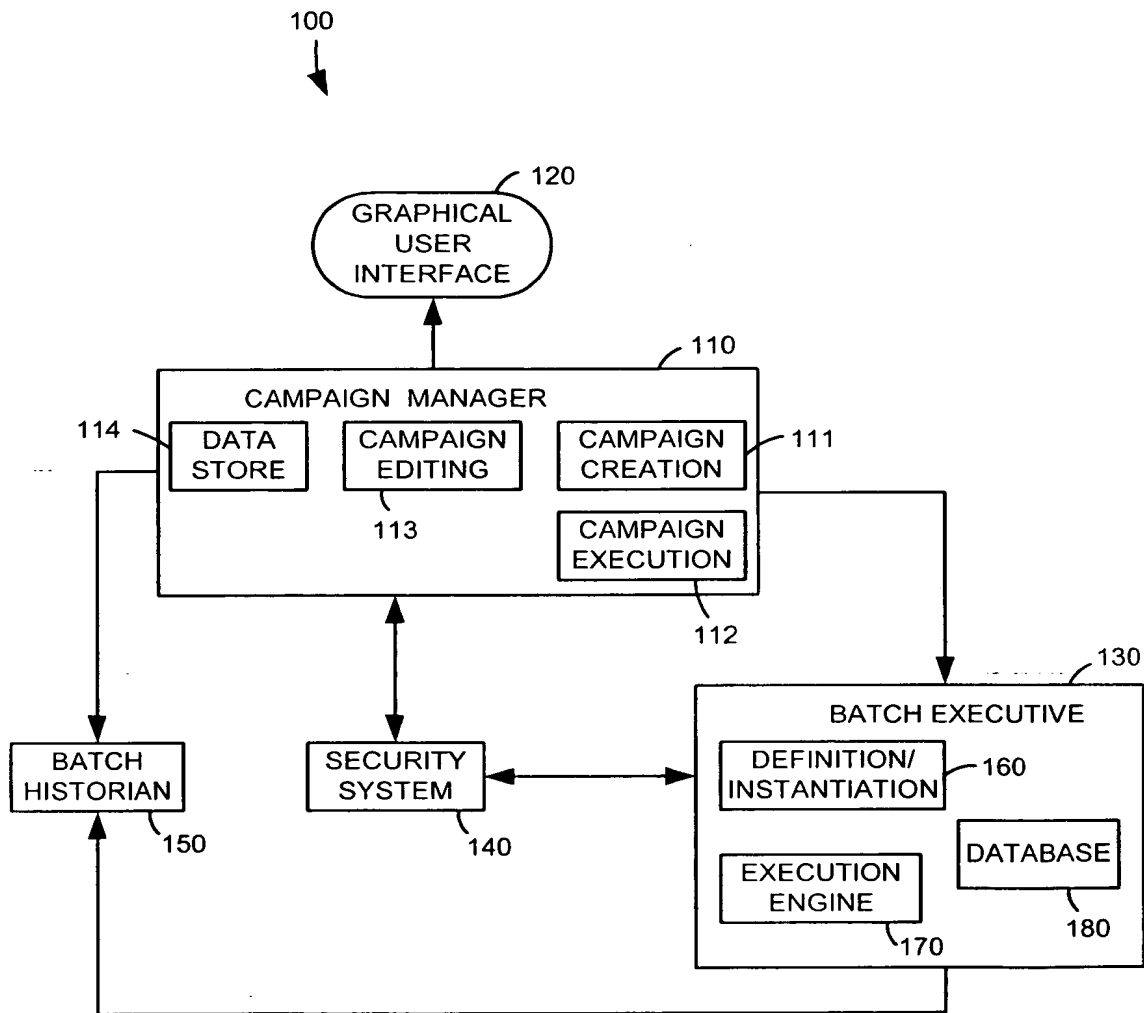 100
120
GRAPHICAL
USER
INTERFACE
110
CAMPAIGN MANAGER
114
DATA
STORE
CAMPAIGN
EDITING
113
CAMPAIGN
CREATION
111
CAMPAIGN
EXECUTION
112
130
BATCH EXECUTIVE
BATCH
HISTORIAN
150
SECURITY
SYSTEM
140
DEFINITION/
INSTANTIATION
160
DATABASE
180
EXECUTION
ENGINE
170